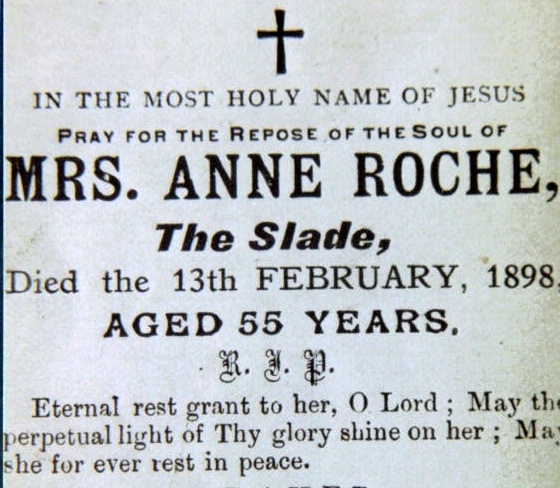 IN THE MOST HOLY NAME OF JESUS
PRAY FOR THE REPOSE OF THE SOUL OF
MRS. ANNE ROCHE,
The Slade,
Died the 13th FEBRUARY, 1898,
AGED 55 YEARS.
R. I. P.
Eternal rest grant to her, O Lord ; May the
perpetual light of Thy glory shine on her ; May
she for ever rest in peace.